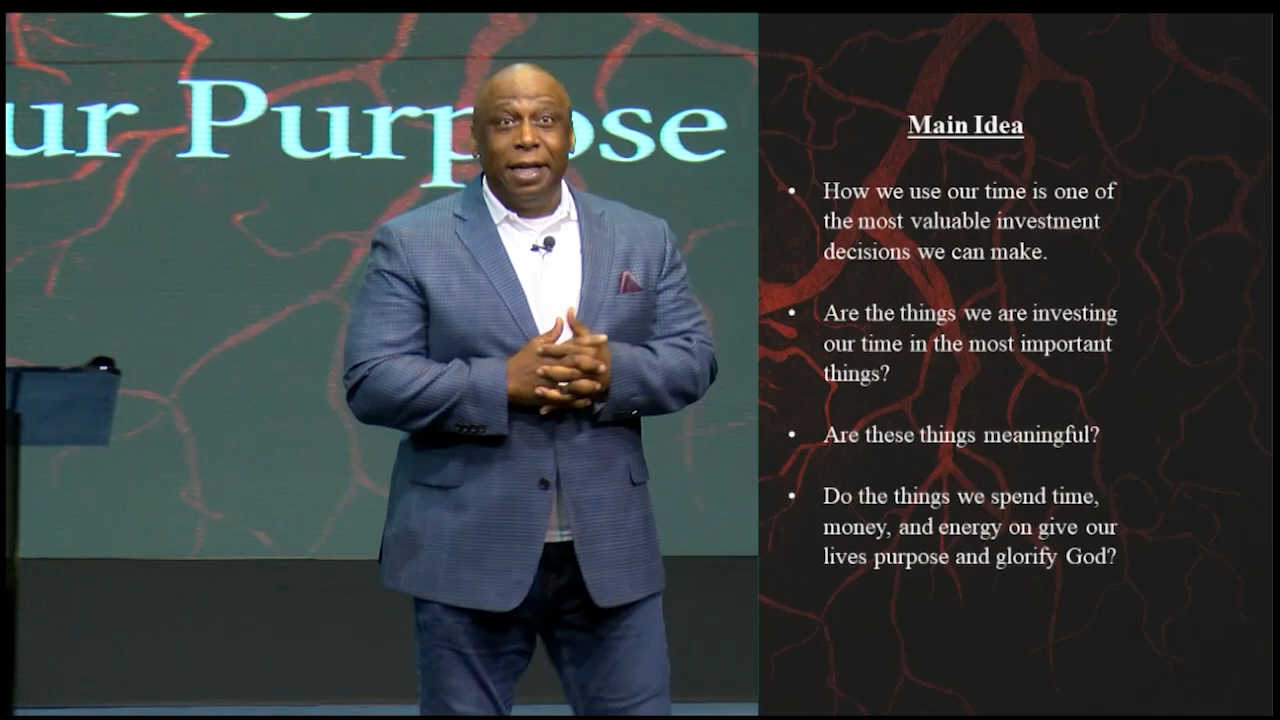 ur Purpose
Main Idea
• How we use our time is one of
the most valuable investment
decisions we can make.
• Are the things we are investing
our time in the most important
things?
• Are these things meaningful?
• Do the things we spend time,
money, and energy on give our
lives purpose and glorify God?